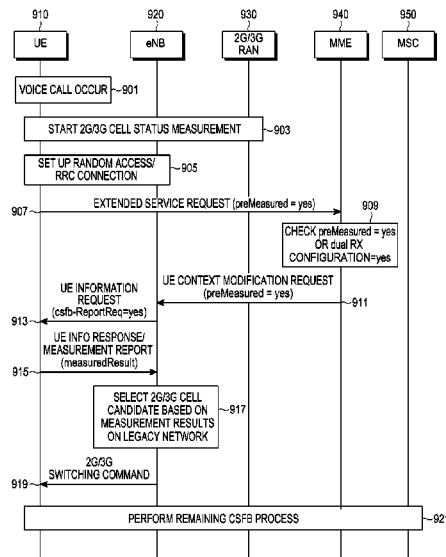 910
920
930
940
950
UE
eNB
2G/3G
RAN
MME
MSC
VOICE CALL OCCUR
901
START 2G/3G CELL STATUS MEASUREMENT
903
SET UP RANDOM ACCESS/
RRC CONNECTION
905
907
EXTENDED SERVICE REQUEST (preMeasured = yes)
909
CHECK preMeasured = yes
OR dual RX
CONFIGURATION=yes
UE CONTEXT MODIFICATION REQUEST
(preMeasured = yes)
911
UE INFORMATION
REQUEST
(csfb-ReportReq=yes)
913
UE INFO RESPONSE/
MEASUREMENT REPORT
(measuredResult)
915
SELECT 2G/3G CELL
CANDIDATE BASED ON
MEASUREMENT RESULTS
ON LEGACY NETWORK
917
2G/3G
SWITCHING COMMAND
919
PERFORM REMAINING CSFB PROCESS
921